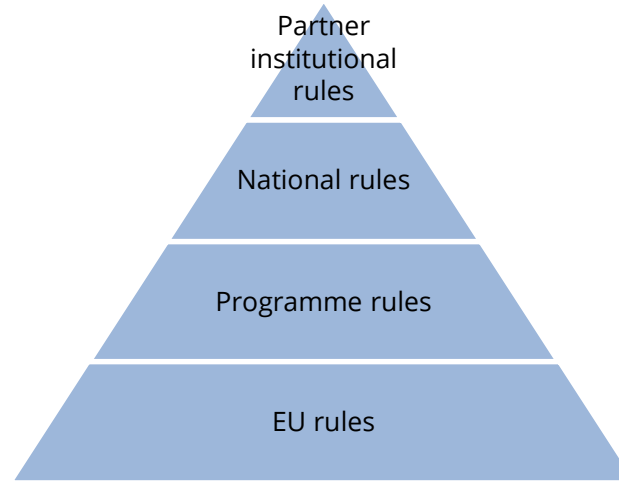 Partner
institutional
rules
National rules
Programme rules
EU rules